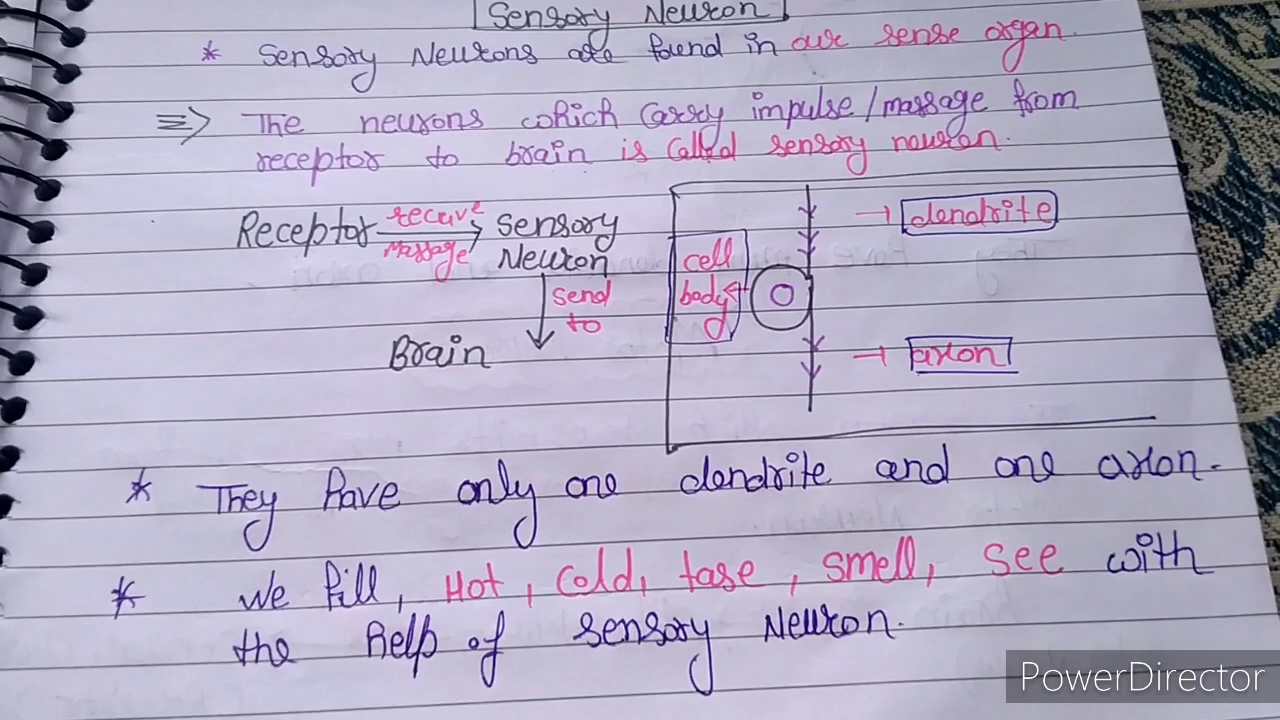 Sensory Neuron
* Sensory Neurons are found in our sense organ.
⇒ The neurons which carry impulse/massage from
receptor to brain is called sensory neuron.
Receptor receive massage → Sensory
Neuron
send
to
Brain
cell
body
→ dendrite
→ axon
* They have only one dendrite and one axon.
* We fill, Hot, Cold, tase, smell, see with
the help of sensory Neuron.
PowerDirector